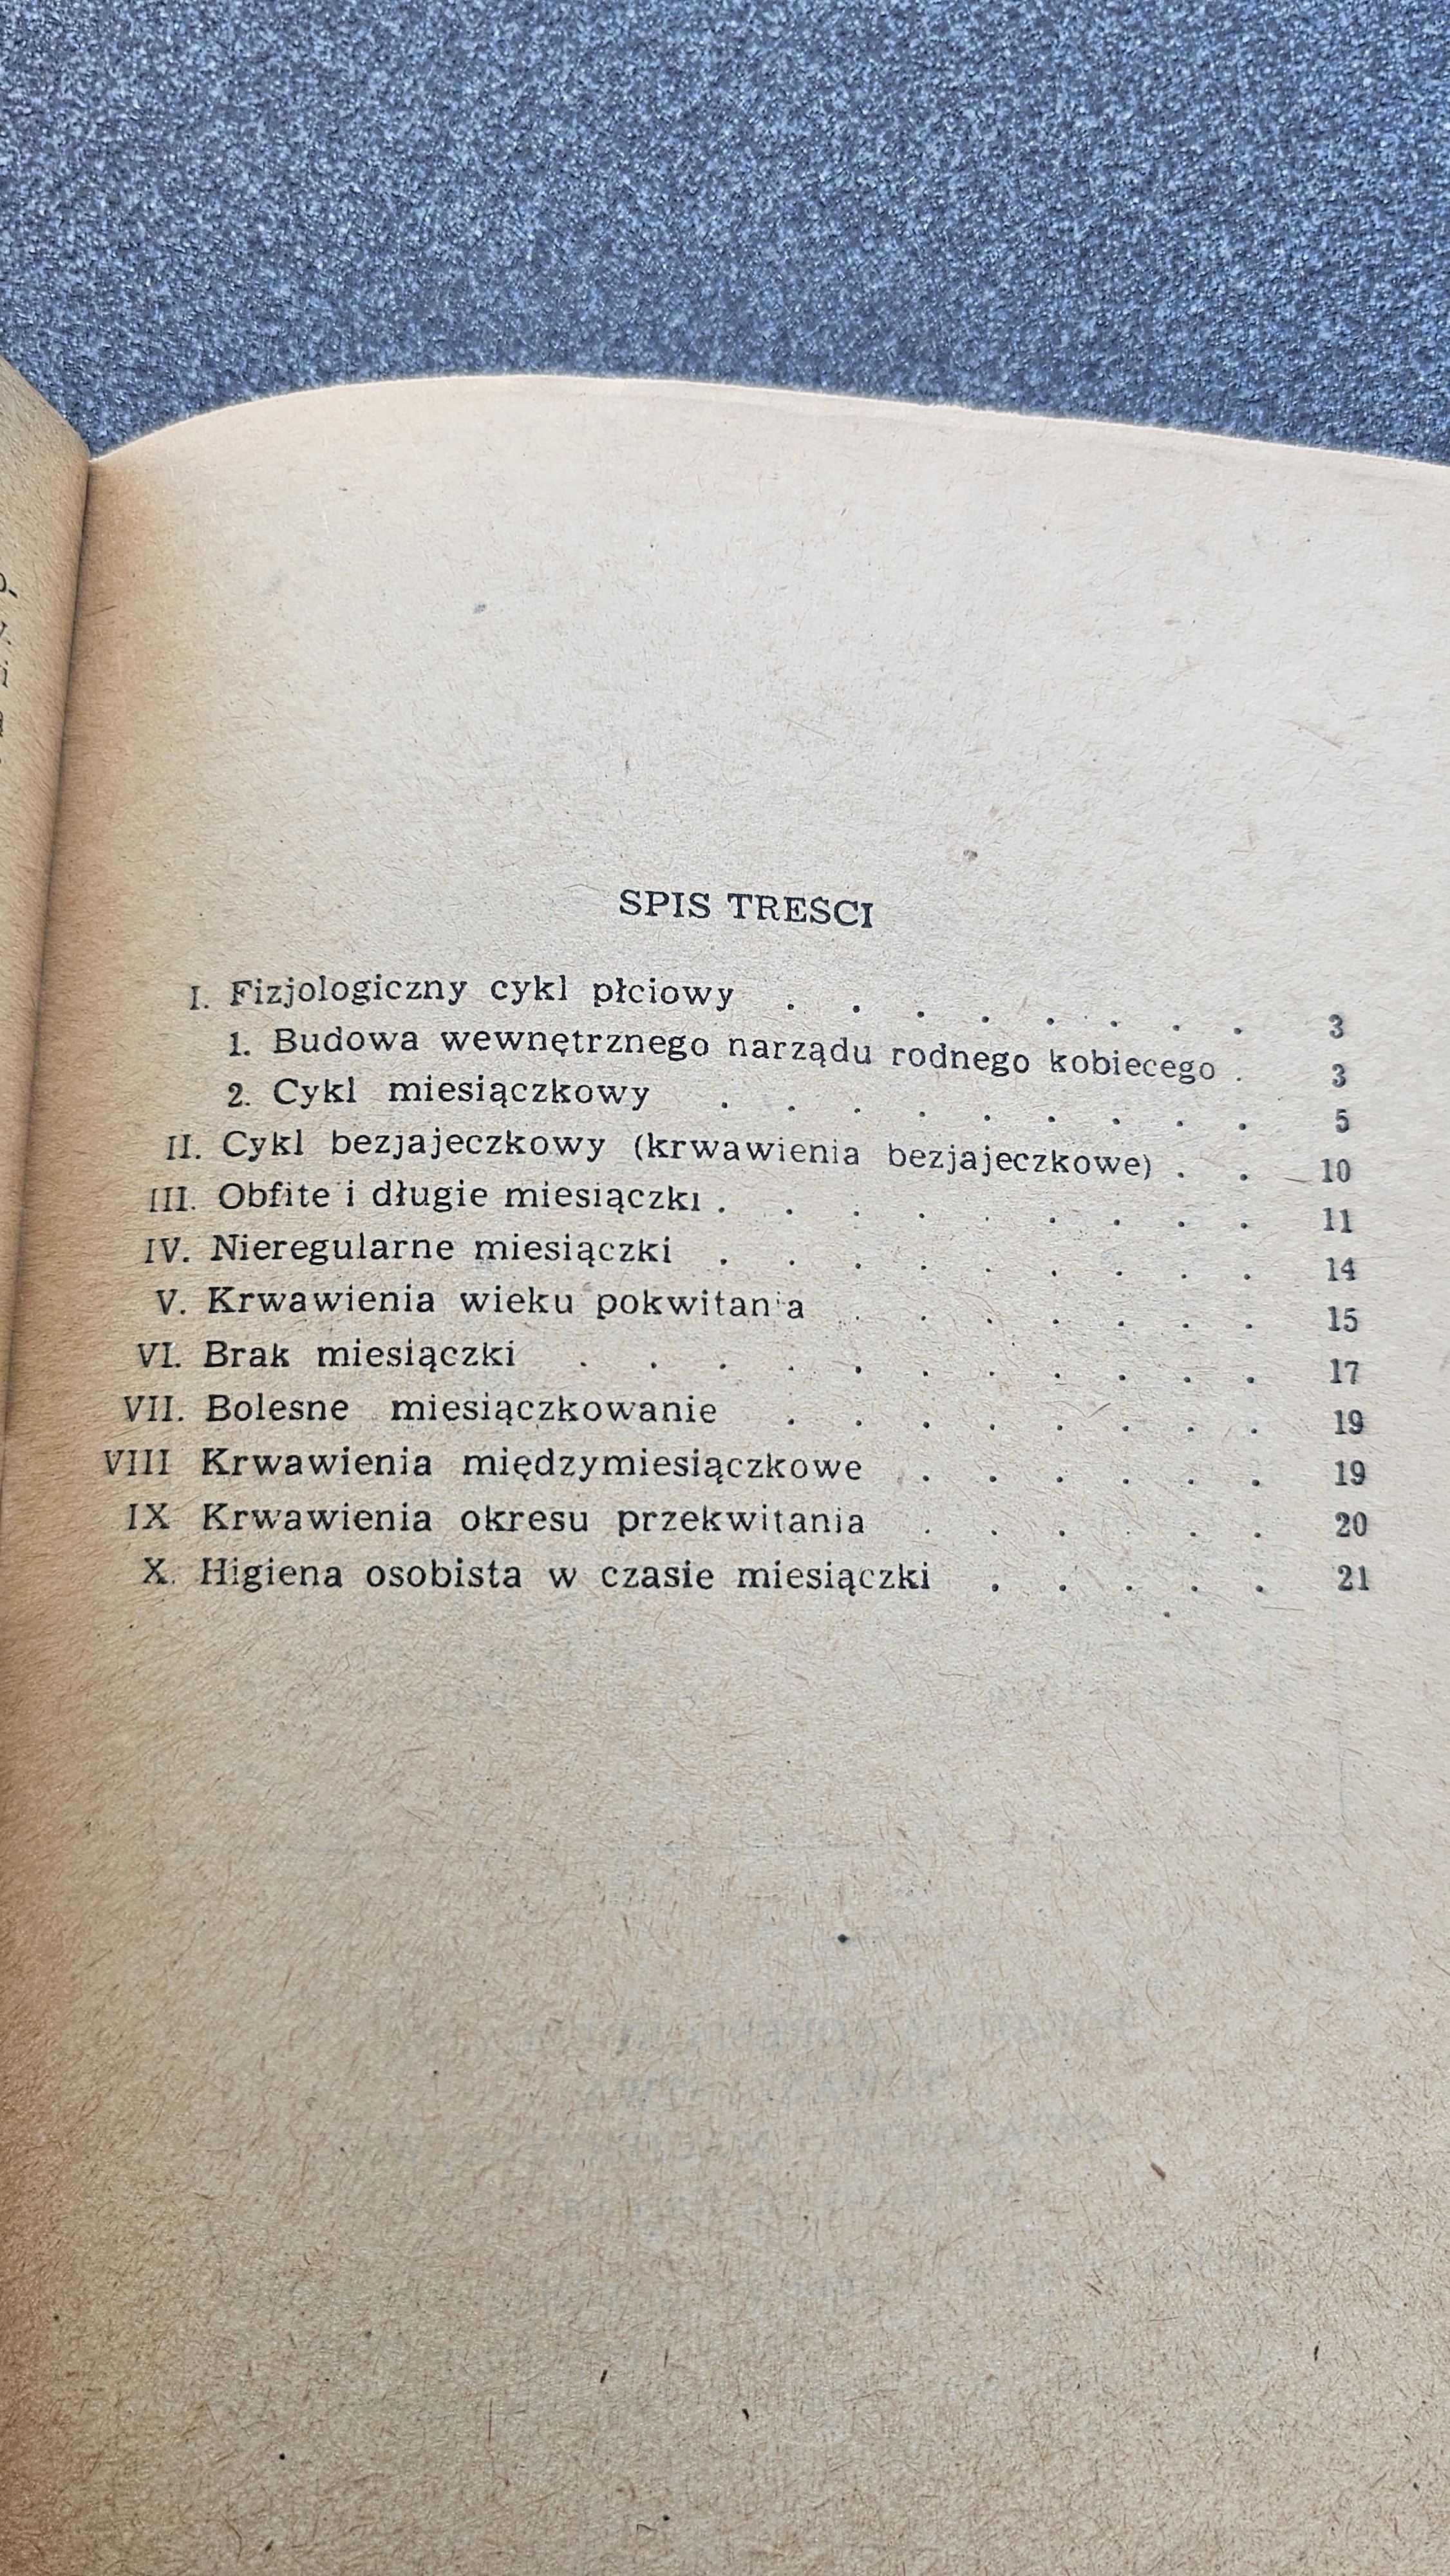 SPIS TREŚCI
I. Fizjologiczny cykl płciowy . . . . . . . . 3
1. Budowa wewnętrznego narządu rodnego kobiecego . 3
2. Cykl miesiączkowy . . . . . . . . . 5
II. Cykl bezjajeczkowy (krwawienia bezjajeczkowe) . . 10
III. Obfite i długie miesiączki . . . . . . . . . 11
IV. Nieregularne miesiączki . . . . . . . . . 14
V. Krwawienia wieku pokwitania . . . . . . . 15
VI. Brak miesiączki . . . . . . . . . . . 17
VII. Bolesne miesiączkowanie . . . . . . . . 19
VIII Krwawienia międzymiesiączkowe . . . . . . 19
IX Krwawienia okresu przekwitania . . . . . . 20
X. Higiena osobista w czasie miesiączki . . . . . 21